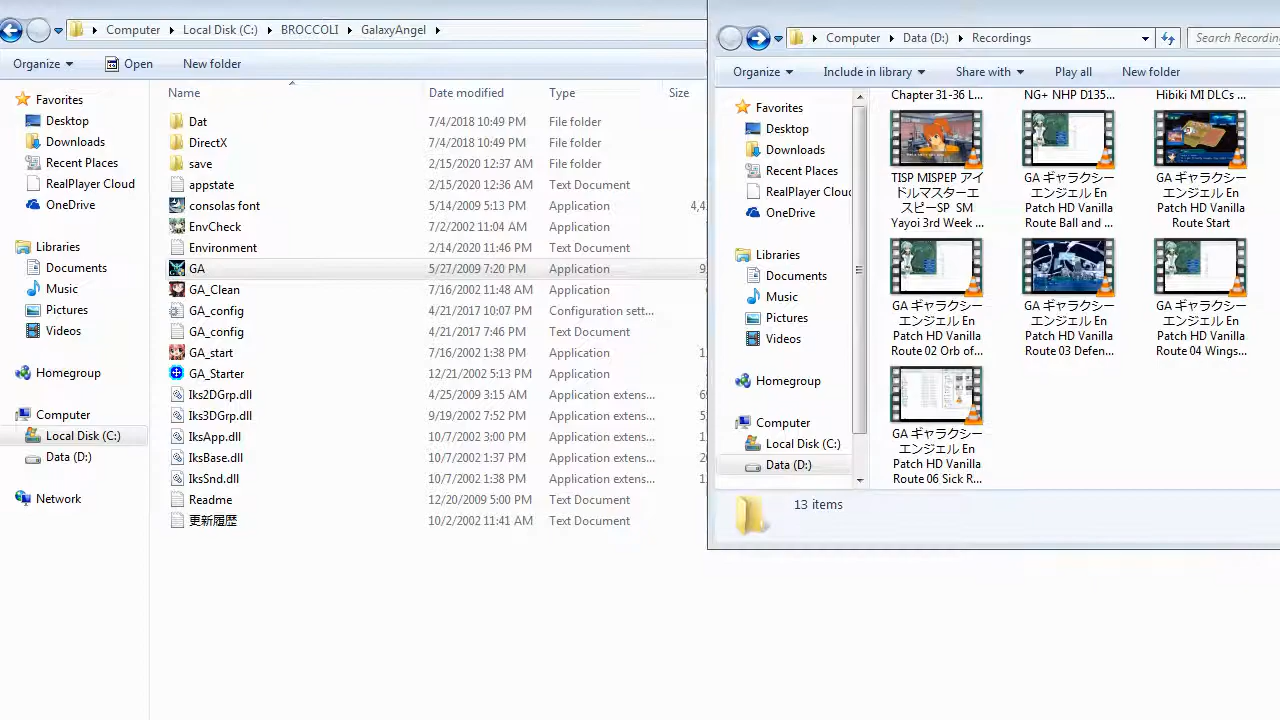 Computer Local Disk (C:) BROCCOLI GalaxyAngel
Organize Open New folder
Favorites
Desktop
Downloads
Recent Places
RealPlayer Cloud
OneDrive
Libraries
Documents
Music
Pictures
Videos
Homegroup
Computer
Local Disk (C:)
Data (D:)
Network
Name Date modified Type Size
Dat 7/4/2018 10:49 PM File folder
DirectX 7/4/2018 10:49 PM File folder
save 2/15/2020 12:37 AM File folder
appstate 2/15/2020 12:36 AM Text Document
consolas font 5/14/2009 5:13 PM Application 4,4
EnvCheck 7/2/2002 11:04 AM Application
Environment 2/14/2020 11:46 PM Text Document
GA 5/27/2009 7:20 PM Application 9
GA_Clean 7/16/2002 11:48 AM Application
GA_config 4/21/2017 10:07 PM Configuration sett...
GA_config 4/21/2017 7:46 PM Text Document
GA_start 7/16/2002 1:38 PM Application 1
GA_Starter 12/21/2002 5:13 PM Application
Iks2DGrp.dll 4/25/2009 3:15 AM Application extens... 6
Iks3DGrp.dll 9/19/2002 7:52 PM Application extens... 5
IksApp.dll 10/7/2002 3:00 PM Application extens... 1
IksBase.dll 10/7/2002 1:37 PM Application extens... 2
IksSnd.dll 10/7/2002 1:38 PM Application extens...
Readme 12/20/2009 5:00 PM Text Document
更新履歴 10/2/2002 11:41 AM Text Document
Computer Data (D:) Recordings Search Recordin
Organize Include in library Share with Play all New folder
Favorites
Desktop
Downloads
Recent Places
RealPlayer Clou
OneDrive
Libraries
Documents
Music
Pictures
Videos
Homegroup
Computer
Local Disk (C:)
Data (D:)
Chapter 31-36 L...
NG+ NHP D135...
Hibiki MI DLCs ...
TISP MISPEP アイ
ドルマスターエ
スピーSP SM
Yayoi 3rd Week ...
GA ギャラクシー
エンジェル En
Patch HD Vanilla
Route Ball and ...
GA ギャラクシー
エンジェル En
Patch HD Vanilla
Route Start
GA ギャラクシー
エンジェル En
Patch HD Vanilla
Route 02 Orb of...
GA ギャラクシー
エンジェル En
Patch HD Vanilla
Route 03 Defen...
GA ギャラクシー
エンジェル En
Patch HD Vanilla
Route 04 Wings...
GA ギャラクシー
エンジェル En
Patch HD Vanilla
Route 06 Sick R...
13 items